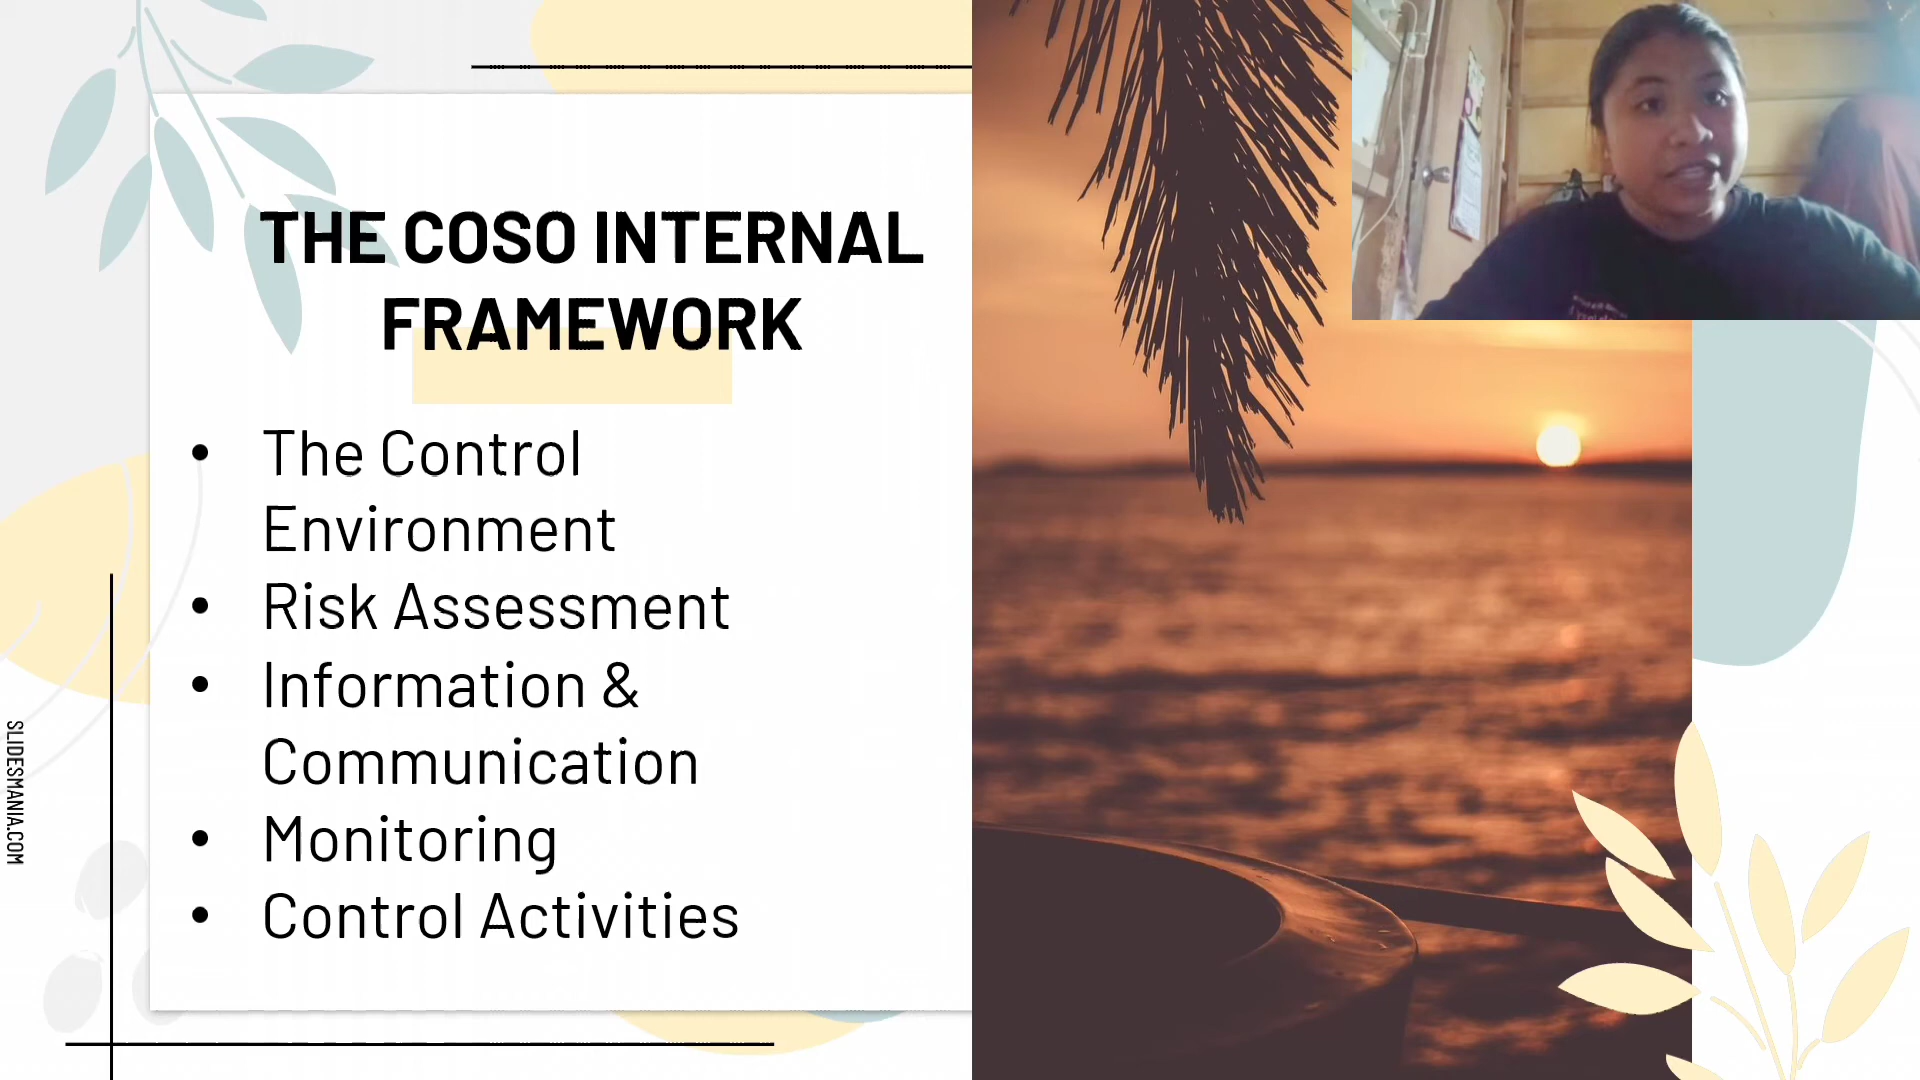 THE COSO INTERNAL
FRAMEWORK
• The Control
Environment
• Risk Assessment
• Information &
Communication
• Monitoring
• Control Activities
SLIDESMANIA.COM